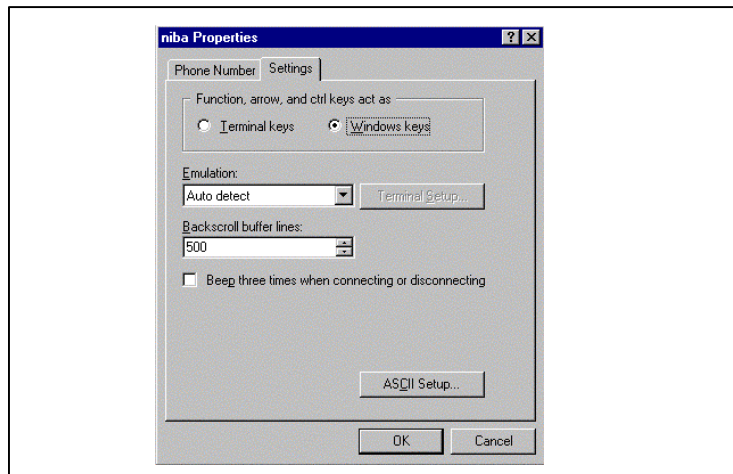 niba Properties
Phone Number Settings
Function, arrow, and ctrl keys act as
Terminal keys Windows keys
Emulation:
Auto detect Terminal Setup...
Backscroll buffer lines:
500
Beep three times when connecting or disconnecting
ASCII Setup...
OK Cancel